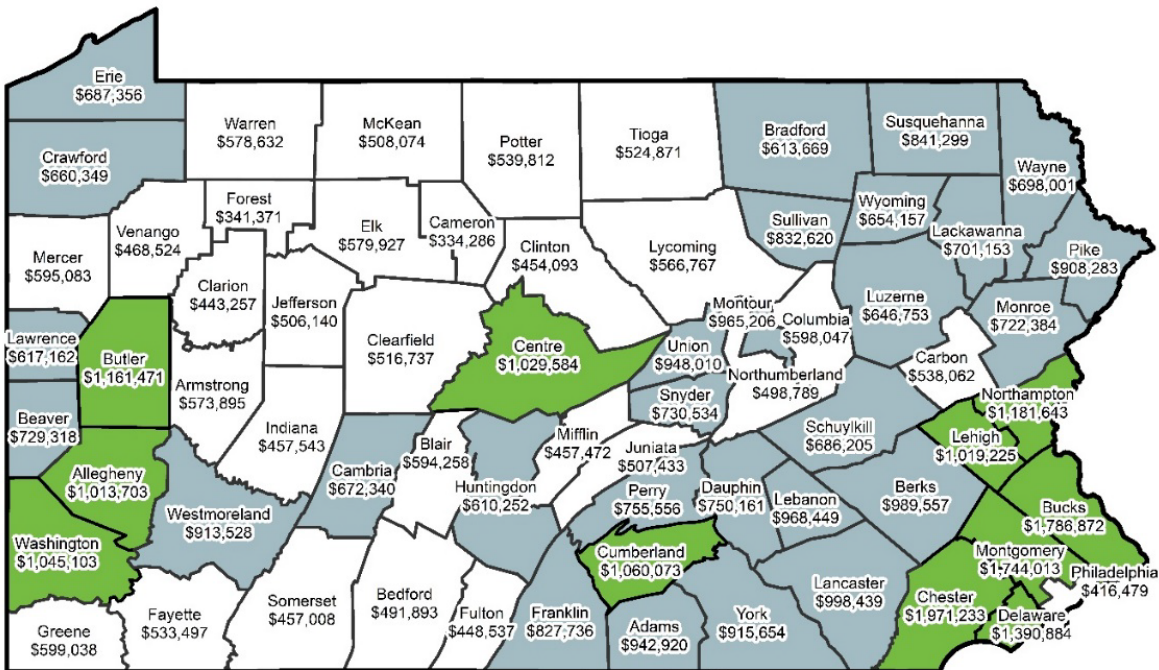 Erie
$687,356
Warren
$578,632
McKean
$508,074
Potter
$539,812
Tioga
$524,871
Bradford
$613,669
Susquehanna
$841,299
Wayne
$698,001
Crawford
$660,349
Forest
$341,371
Elk
$579,927
Cameron
$334,286
Clinton
$454,093
Lycoming
$566,767
Sullivan
$832,620
Wyoming
$654,157
Lackawanna
$701,153
Pike
$908,283
Mercer
$595,083
Venango
$468,524
Clarion
$443,257
Jefferson
$506,140
Clearfield
$516,737
Centre
$1,029,584
Union
$948,010
Montour
$965,206
Columbia
$598,047
Luzerne
$646,753
Monroe
$722,384
Lawrence
$617,162
Butler
$1,161,471
Armstrong
$573,895
Indiana
$457,543
Snyder
$730,534
Northumberland
$498,789
Carbon
$538,062
Northampton
$1,181,643
Beaver
$729,318
Allegheny
$1,013,703
Westmoreland
$913,528
Cambria
$672,340
Blair
$594,258
Huntingdon
$610,252
Mifflin
$457,472
Juniata
$507,433
Perry
$755,556
Dauphin
$750,161
Lebanon
$968,449
Schuylkill
$686,205
Berks
$989,557
Lehigh
$1,019,225
Bucks
$1,786,872
Washington
$1,045,103
Cumberland
$1,060,073
Lancaster
$998,439
Montgomery
$1,744,013
Philadelphia
$416,479
Chester
$1,971,233
Delaware
$1,390,884
Greene
$599,038
Fayette
$533,497
Somerset
$457,008
Bedford
$491,893
Fulton
$448,537
Franklin
$827,736
Adams
$942,920
York
$915,654